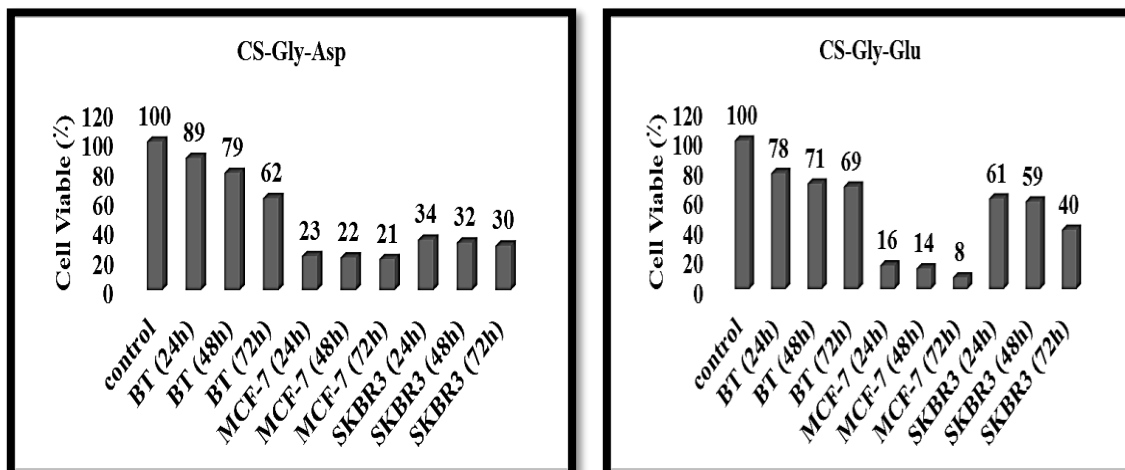 CS-Gly-Asp
Cell Viable (٪)
120
100
80
60
40
20
0
100
89
79
62
23
22
21
34
32
30
control
BT (24h)
BT (48h)
BT (72h)
MCF-7 (24h)
MCF-7 (48h)
MCF-7 (72h)
SKBR3 (24h)
SKBR3 (48h)
SKBR3 (72h)
CS-Gly-Glu
Cell Viable (٪)
120
100
80
60
40
20
0
100
78
71
69
16
14
8
61
59
40
control
BT (24h)
BT (48h)
BT (72h)
MCF-7 (24h)
MCF-7 (48h)
MCF-7 (72h)
SKBR3 (24h)
SKBR3 (48h)
SKBR3 (72h)